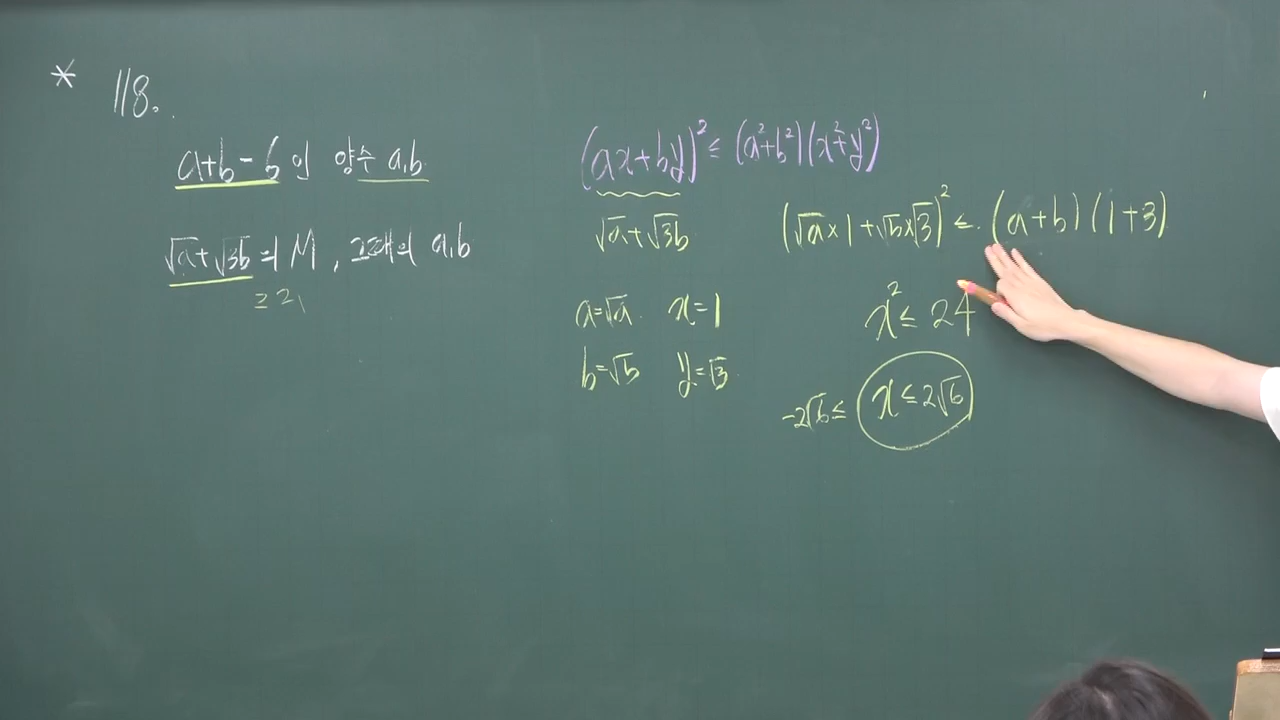 * 118.
a+b=6인 양수 a,b
√a+√3b 의 M, 그때의 a,b
(ax+by)² ≤ (a²+b²)(x²+y²)
√a+√3b
a=√a x=1
b=√b y=√3
(√a×1+√b×√3)² ≤ (a+b)(1+3)
x² ≤ 24
-2√6 ≤ x ≤ 2√6